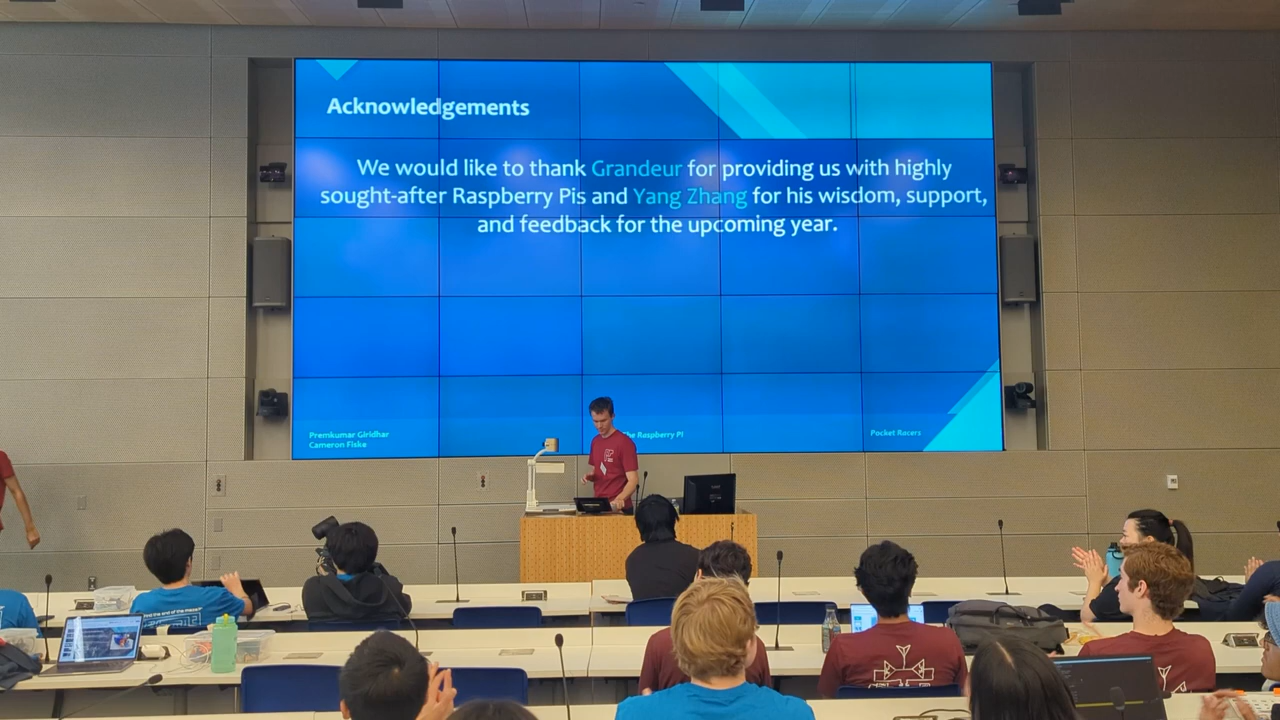 Acknowledgements
We would like to thank Grandeur for providing us with highly
sought-after Raspberry Pis and Yang Zhang for his wisdom, support,
and feedback for the upcoming year.
Premkumar Giridhar
Cameron Fiske
he Raspberry Pi
Pocket Racers